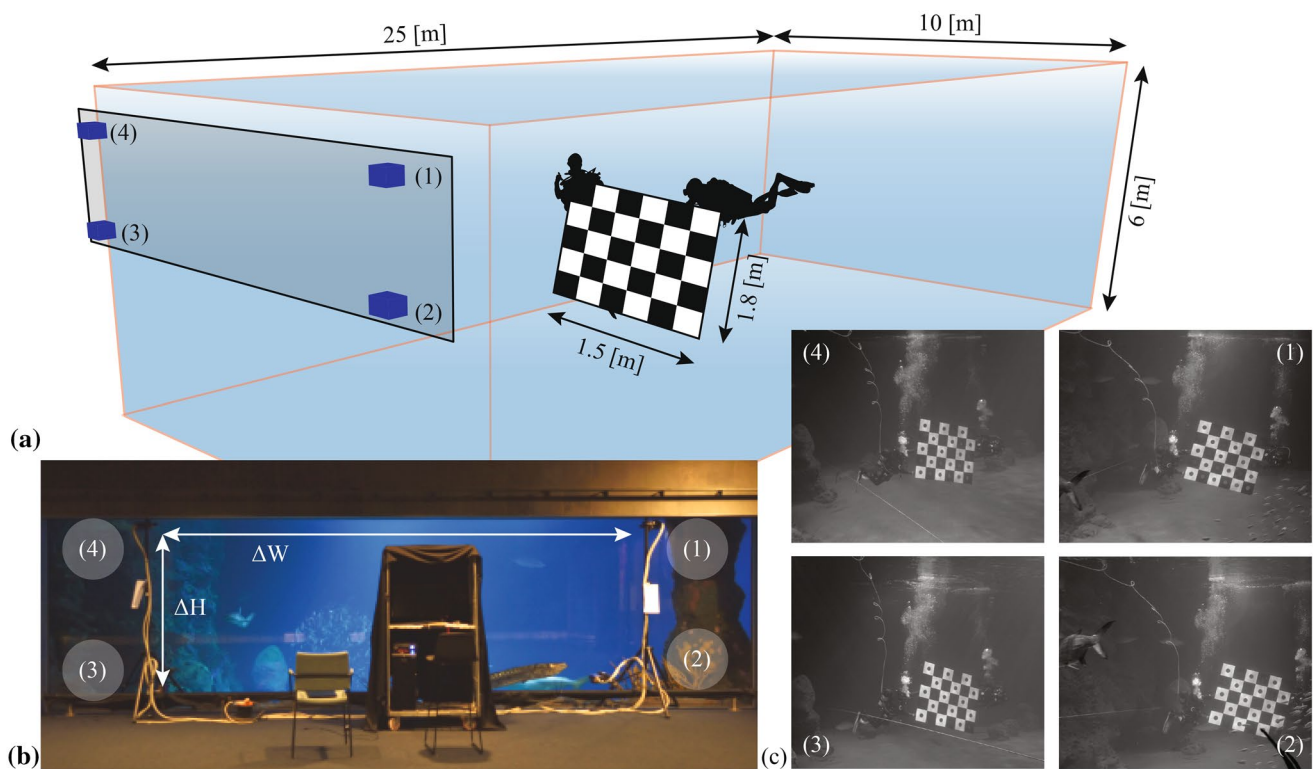 25 [m]
10 [m]
(4)
(1)
(3)
(2)
6 [m]
1.8 [m]
1.5 [m]
(a)
(4)
(1)
(3)
(2)
(c)
(4)
(1)
ΔW
ΔH
(3)
(2)
(b)